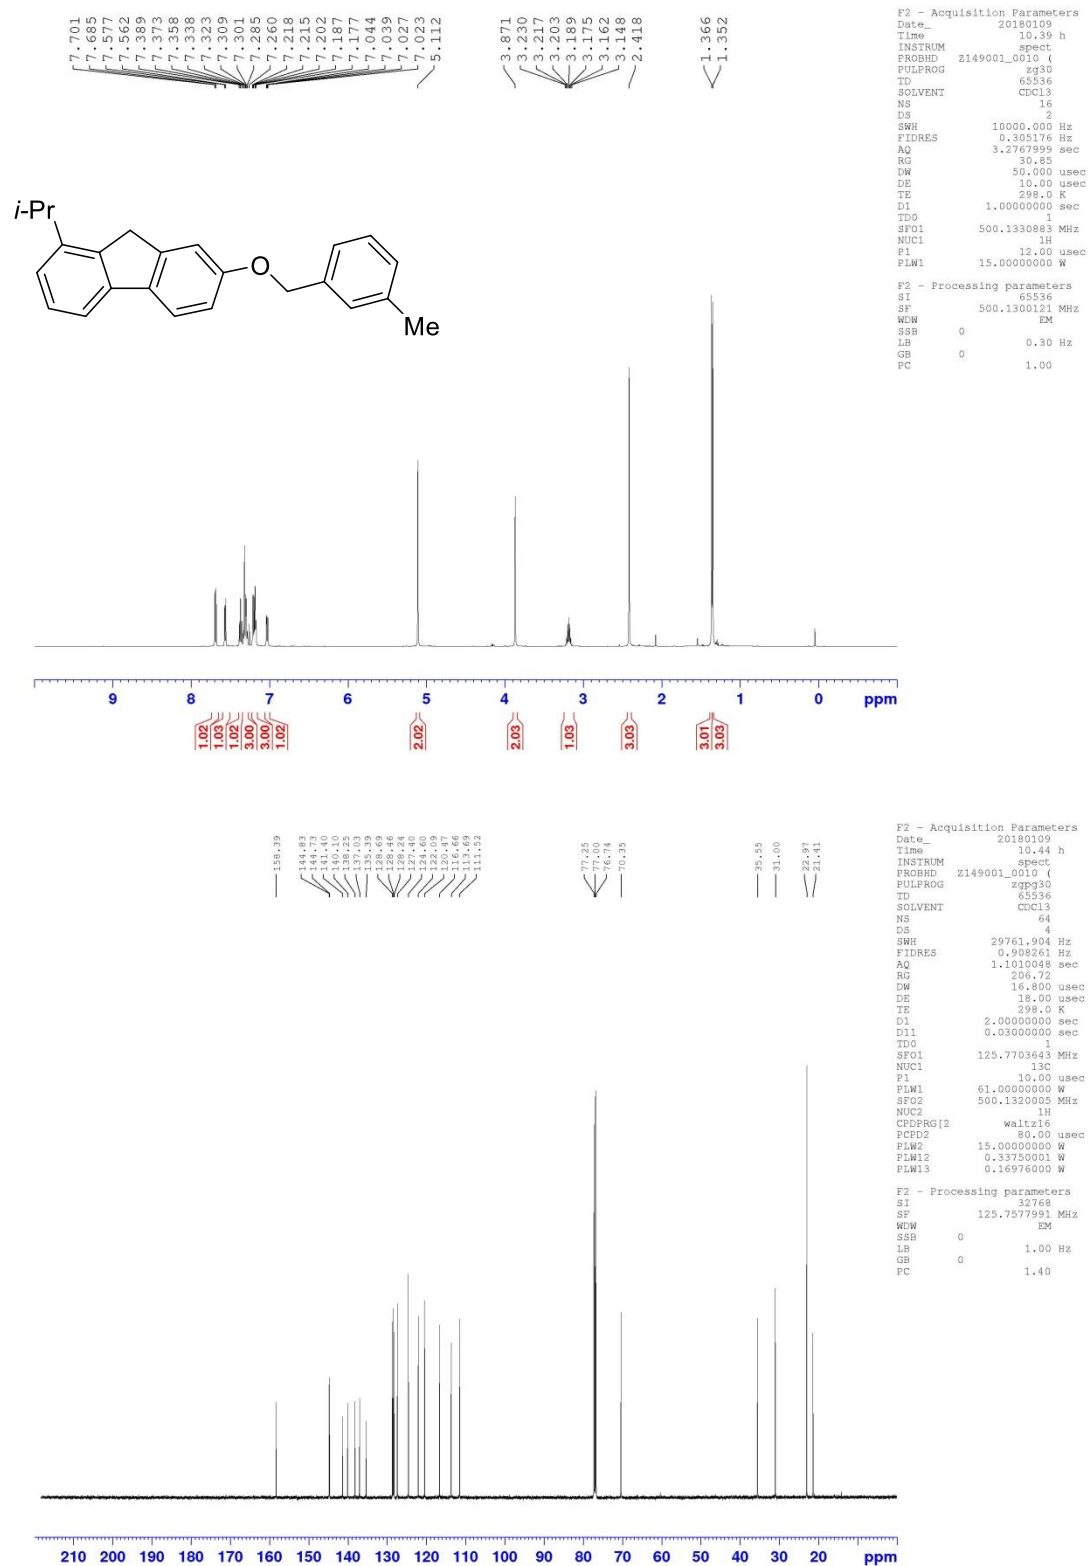 7.701
7.685
7.577
7.562
7.389
7.373
7.358
7.338
7.323
7.309
7.301
7.285
7.260
7.218
7.215
7.202
7.187
7.177
7.044
7.039
7.027
7.023
5.112
3.871
3.230
3.217
3.203
3.189
3.175
3.162
3.148
2.418
1.366
1.352
F2 - Acquisition Parameters
Date_ 20180109
Time 10.39 h
INSTRUM spect
PROBHD Z149001_0010 (
PULPROG zg30
TD 65536
SOLVENT CDCl3
NS 16
DS 2
SWH 10000.000 Hz
FIDRES 0.305176 Hz
AQ 3.2767999 sec
RG 30.85
DW 50.000 usec
DE 10.00 usec
TE 298.0 K
D1 1.00000000 sec
TD0 1
SFO1 500.1330883 MHz
NUC1 1H
P1 12.00 usec
PLW1 15.00000000 W
F2 - Processing parameters
SI 65536
SF 500.1300121 MHz
WDW EM
SSB 0
LB 0.30 Hz
GB 0
PC 1.00
i-Pr
O
Me
9 8 7 6 5 4 3 2 1 0 ppm
1.02 1.03 1.02 3.00 3.00 1.02 2.02 2.03 1.03 3.03 3.01 3.03
158.39
144.83
144.73
141.40
140.10
138.25
137.03
135.39
128.69
128.46
128.24
127.40
124.60
122.09
120.47
116.66
113.69
111.52
77.25
77.00
76.74
70.35
35.55
31.00
22.97
21.41
F2 - Acquisition Parameters
Date_ 20180109
Time 10.44 h
INSTRUM spect
PROBHD Z149001_0010 (
PULPROG zgpg30
TD 65536
SOLVENT CDCl3
NS 64
DS 4
SWH 29761.904 Hz
FIDRES 0.908261 Hz
AQ 1.1010048 sec
RG 206.72
DW 16.800 usec
DE 18.00 usec
TE 298.0 K
D1 2.00000000 sec
D11 0.03000000 sec
TD0 1
SFO1 125.7703643 MHz
NUC1 13C
P1 10.00 usec
PLW1 61.00000000 W
SFO2 500.1320005 MHz
NUC2 1H
CPDPRG[2 waltz16
PCPD2 80.00 usec
PLW2 15.00000000 W
PLW12 0.33750001 W
PLW13 0.16976000 W
F2 - Processing parameters
SI 32768
SF 125.7577991 MHz
WDW EM
SSB 0
LB 1.00 Hz
GB 0
PC 1.40
210 200 190 180 170 160 150 140 130 120 110 100 90 80 70 60 50 40 30 20 ppm